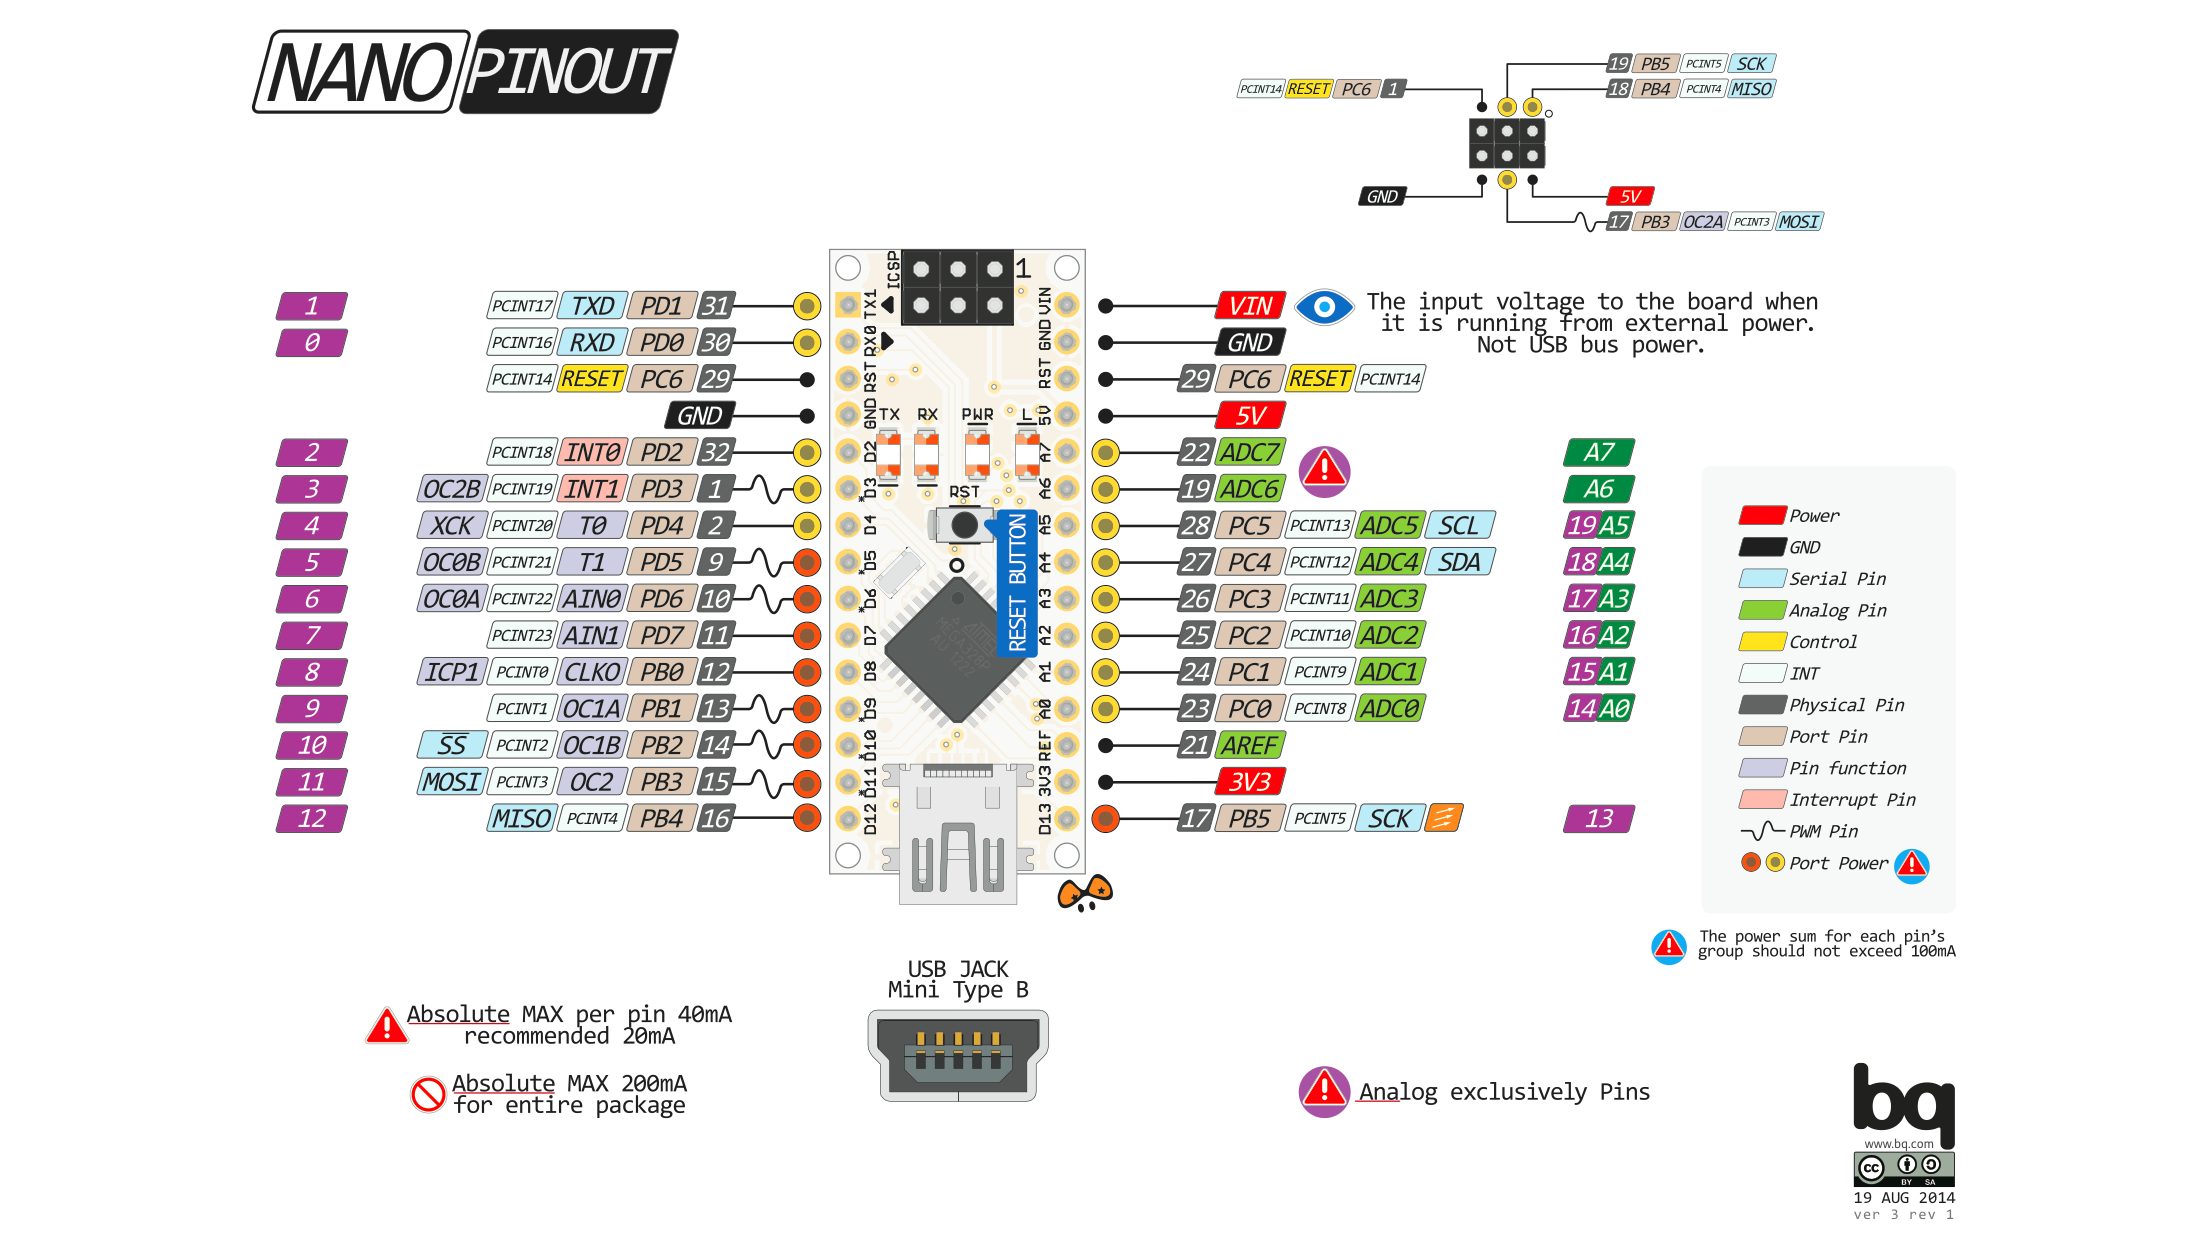 NANO PINOUT
19 PB5 PCINT5 SCK
PCINT14 RESET PC6 1
18 PB4 PCINT4 MISO
GND
5V
17 PB3 OC2A PCINT3 MOSI
1 PCINT17 TXD PD1 31
0 PCINT16 RXD PD0 30
PCINT14 RESET PC6 29
GND
2 PCINT18 INT0 PD2 32
3 OC2B PCINT19 INT1 PD3 1
4 XCK PCINT20 T0 PD4 2
5 OC0B PCINT21 T1 PD5 9
6 OC0A PCINT22 AIN0 PD6 10
7 PCINT23 AIN1 PD7 11
8 ICP1 PCINT0 CLKO PB0 12
9 PCINT1 OC1A PB1 13
10 SS PCINT2 OC1B PB2 14
11 MOSI PCINT3 OC2 PB3 15
12 MISO PCINT4 PB4 16
ICSP
1
TX1
RX0
RST
GND
D2
*D3
D4
*D5
*D6
D7
D8
*D9
*D10
*D11
D12
TX RX PWR L
RST
RESET BUTTON
MEGA328P
AU 1222
VIN
GND
RST
5V
A7
A6
A5
A4
A3
A2
A1
A0
REF
3V3
D13
VIN
The input voltage to the board when
it is running from external power.
Not USB bus power.
GND
29 PC6 RESET PCINT14
5V
22 ADC7 A7
19 ADC6 A6
28 PC5 PCINT13 ADC5 SCL 19 A5
27 PC4 PCINT12 ADC4 SDA 18 A4
26 PC3 PCINT11 ADC3 17 A3
25 PC2 PCINT10 ADC2 16 A2
24 PC1 PCINT9 ADC1 15 A1
23 PC0 PCINT8 ADC0 14 A0
21 AREF
3V3
17 PB5 PCINT5 SCK 13
Power
GND
Serial Pin
Analog Pin
Control
INT
Physical Pin
Port Pin
Pin function
Interrupt Pin
PWM Pin
Port Power
The power sum for each pin’s
group should not exceed 100mA
USB JACK
Mini Type B
Absolute MAX per pin 40mA
recommended 20mA
Absolute MAX 200mA
for entire package
Analog exclusively Pins
bq
www.bq.com
cc BY SA
19 AUG 2014
ver 3 rev 1